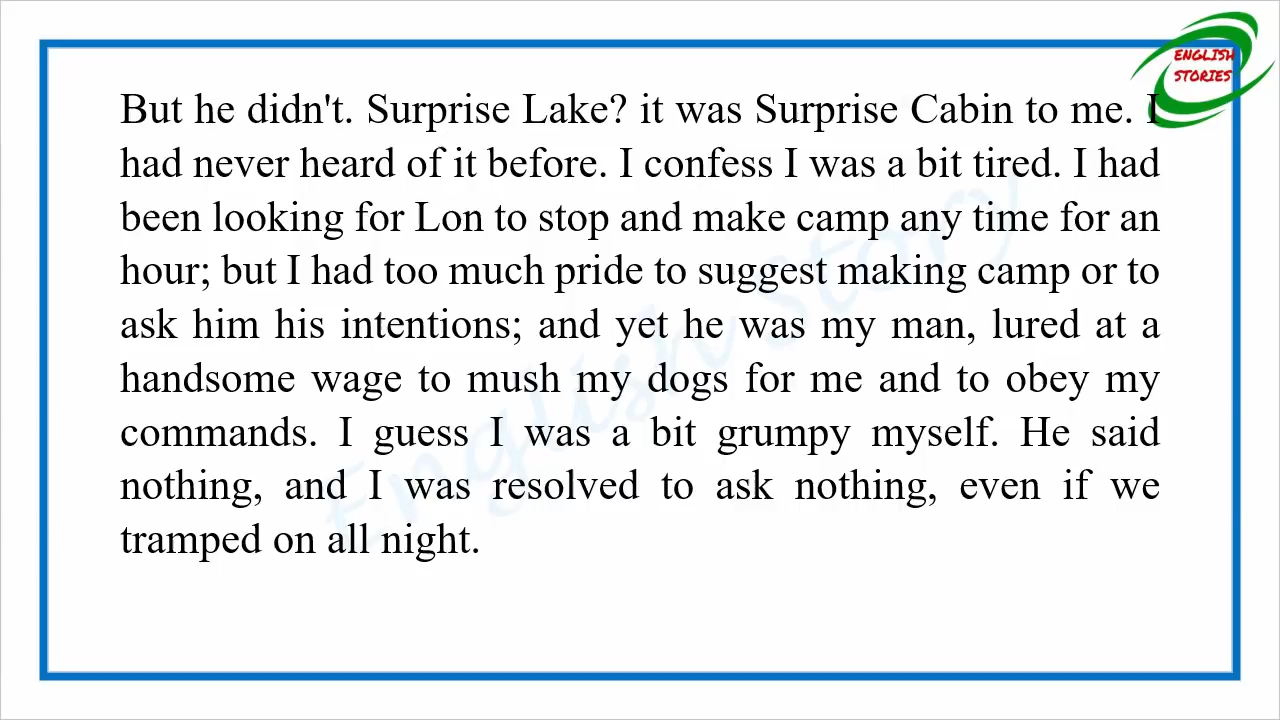 ENGLISH
STORIES
But he didn't. Surprise Lake? it was Surprise Cabin to me. I
had never heard of it before. I confess I was a bit tired. I had
been looking for Lon to stop and make camp any time for an
hour; but I had too much pride to suggest making camp or to
ask him his intentions; and yet he was my man, lured at a
handsome wage to mush my dogs for me and to obey my
commands. I guess I was a bit grumpy myself. He said
nothing, and I was resolved to ask nothing, even if we
tramped on all night.
English Story